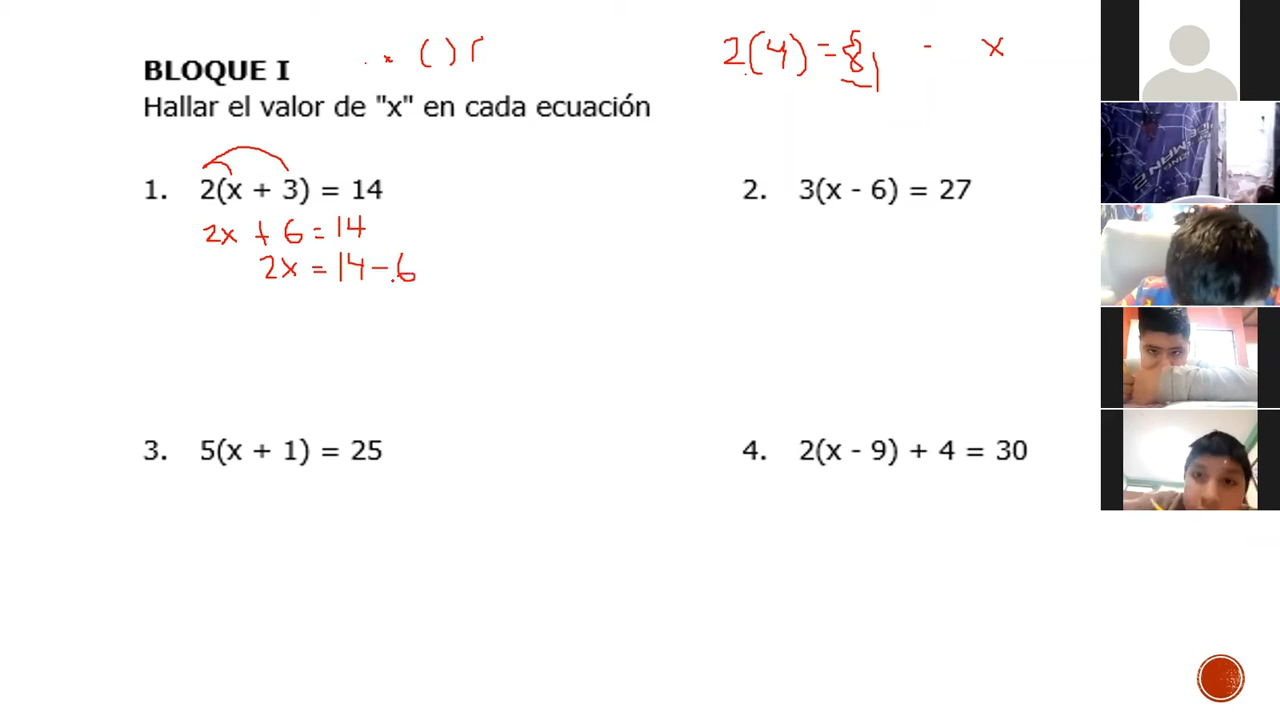 . × ( ) (
2(4) = 8 - x
BLOQUE I
Hallar el valor de "x" en cada ecuación
1. 2(x + 3) = 14
2x + 6 = 14
2x = 14 - 6
2. 3(x - 6) = 27
3. 5(x + 1) = 25
4. 2(x - 9) + 4 = 30